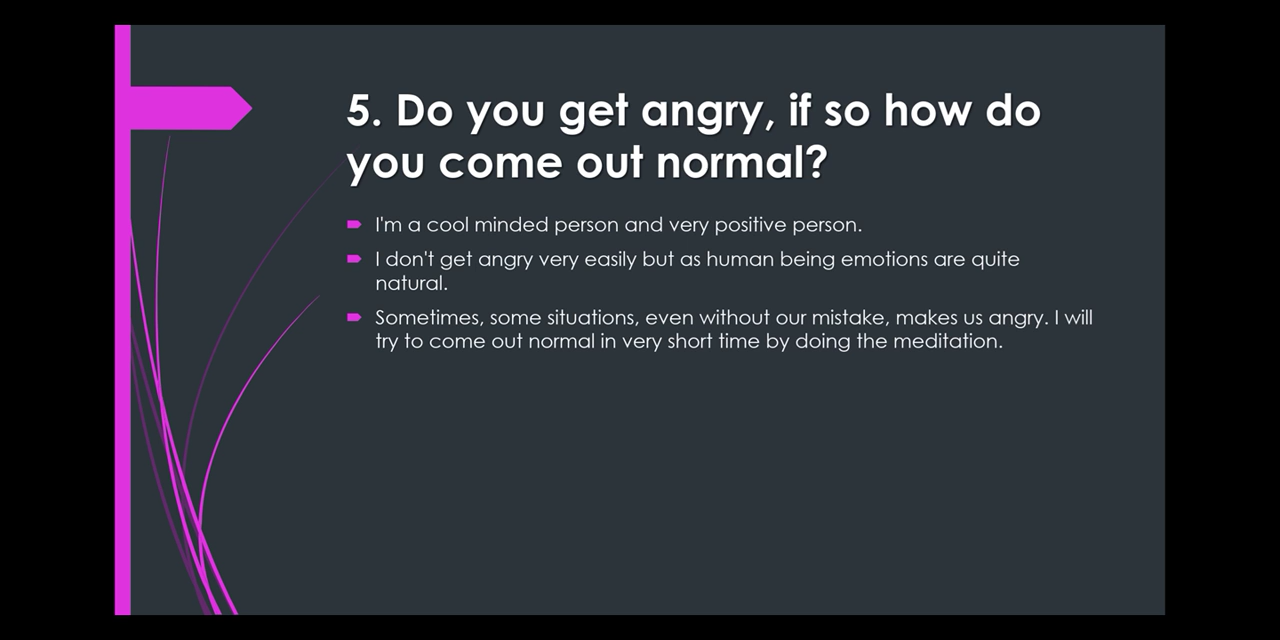 5. Do you get angry, if so how do
you come out normal?
I'm a cool minded person and very positive person.
I don't get angry very easily but as human being emotions are quite
natural.
Sometimes, some situations, even without our mistake, makes us angry. I will
try to come out normal in very short time by doing the meditation.